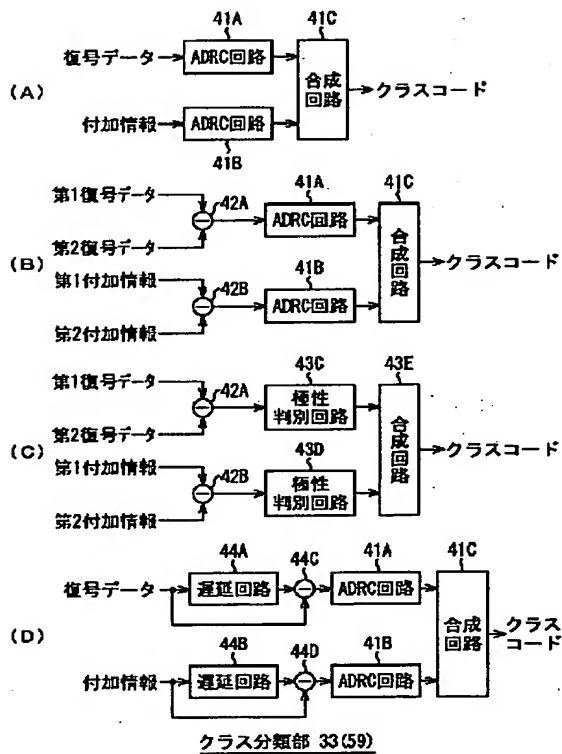 41A
41C
復号データ
ADRC回路
(A)
合成
回路
クラスコード
付加情報
ADRC回路
41B
第1復号データ
42A
41A
41C
ADRC回路
第2復号データ
(B)
合成回路
クラスコード
第1付加情報
42B
41B
ADRC回路
第2付加情報
第1復号データ
42A
43C
43E
極性
判別回路
第2復号データ
(C)
合成回路
クラスコード
第1付加情報
42B
43D
極性
判別回路
第2付加情報
44A
44C
41A
41C
復号データ
遅延回路
ADRC回路
(D)
合成
回路
クラス
コード
44B
44D
41B
付加情報
遅延回路
ADRC回路
クラス分類部 33(59)